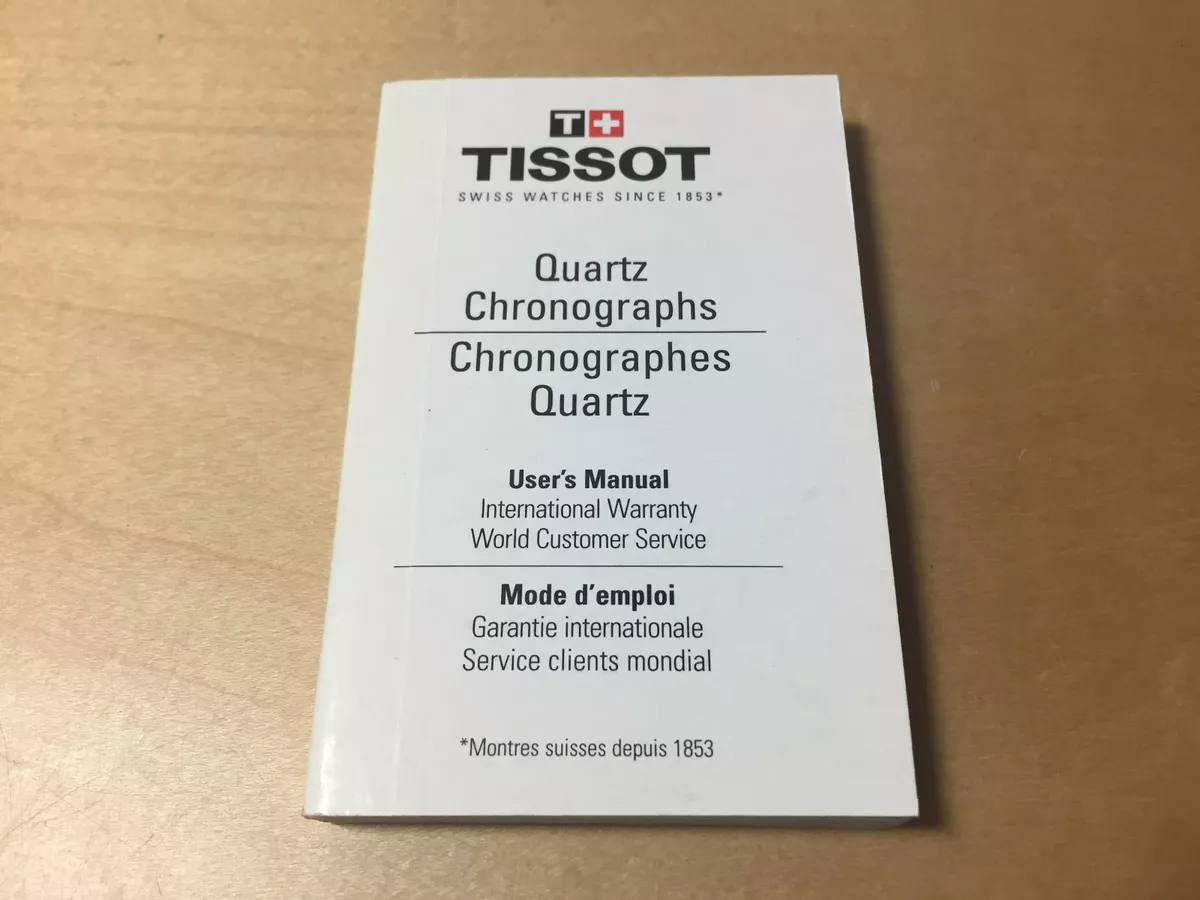 T+
TISSOT
SWISS WATCHES SINCE 1853*
Quartz
Chronographs
Chronographes
Quartz
User's Manual
International Warranty
World Customer Service
Mode d'emploi
Garantie internationale
Service clients mondial
*Montres suisses depuis 1853